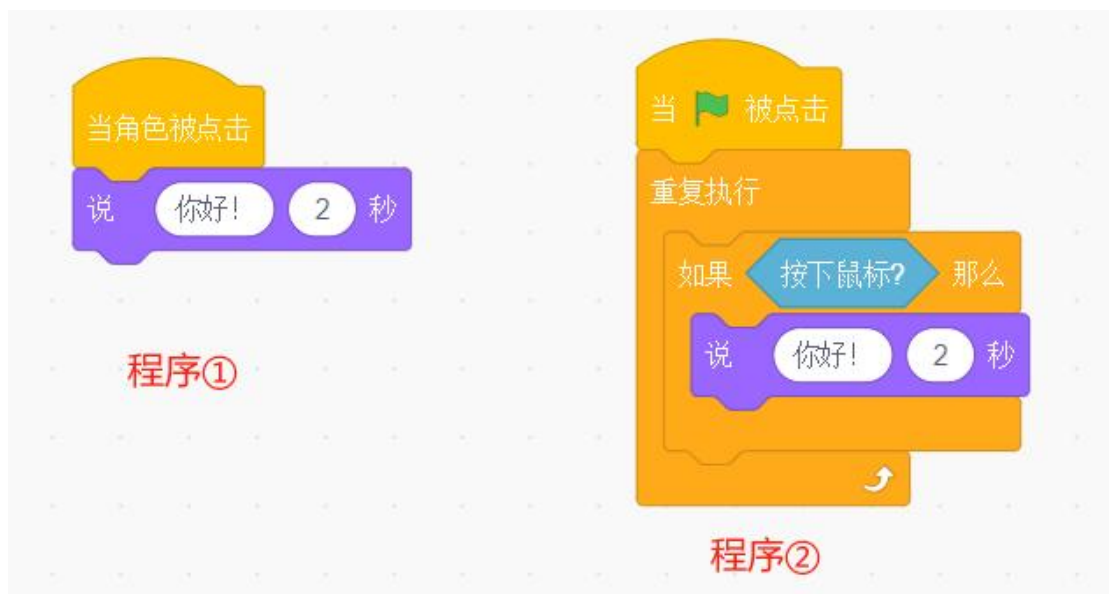 当角色被点击
说 你好! 2 秒
程序①
当 被点击
重复执行
如果 按下鼠标? 那么
说 你好! 2 秒
程序②